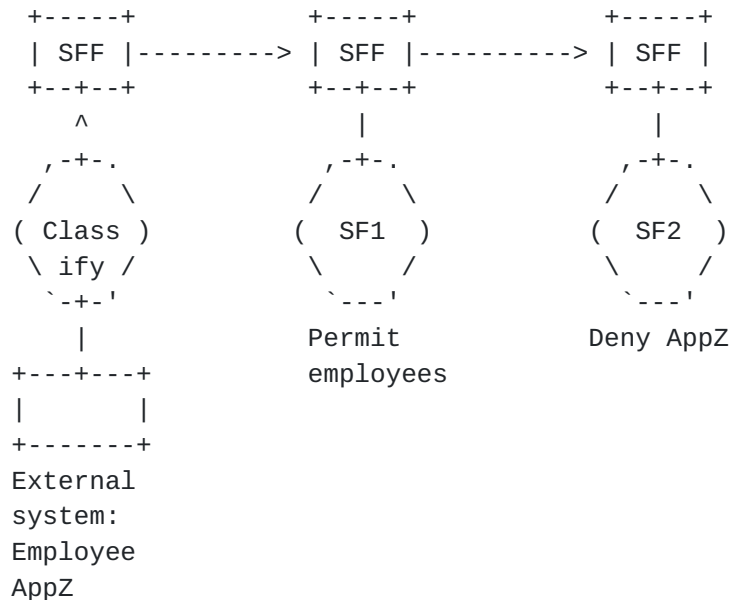 +-----+            +-----+             +-----+
 | SFF |---------> | SFF |----------> | SFF |
 +--+--+            +--+--+             +--+--+
    ^                  |                   |
  ,-+-.              ,-+-.               ,-+-.
 /     \            /     \             /     \
( Class )          (  SF1  )           (  SF2  )
 \ ify /            \     /             \     /
  `-+-'              `---'               `---'
    |              Permit            Deny AppZ
+---+---+          employees
|       |
+-------+
External
system:
Employee
AppZ